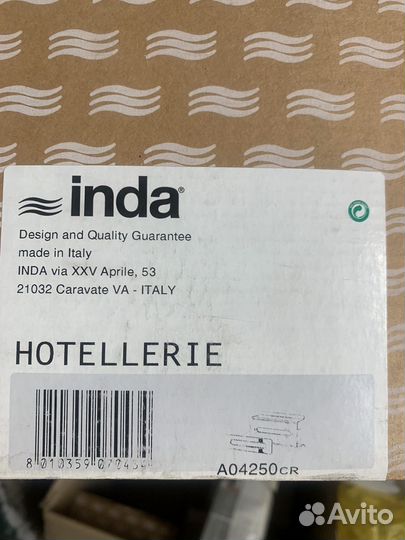 inda®
Design and Quality Guarantee
made in Italy
INDA via XXV Aprile, 53
21032 Caravate VA - ITALY
HOTELLERIE
A04250CR
Avito